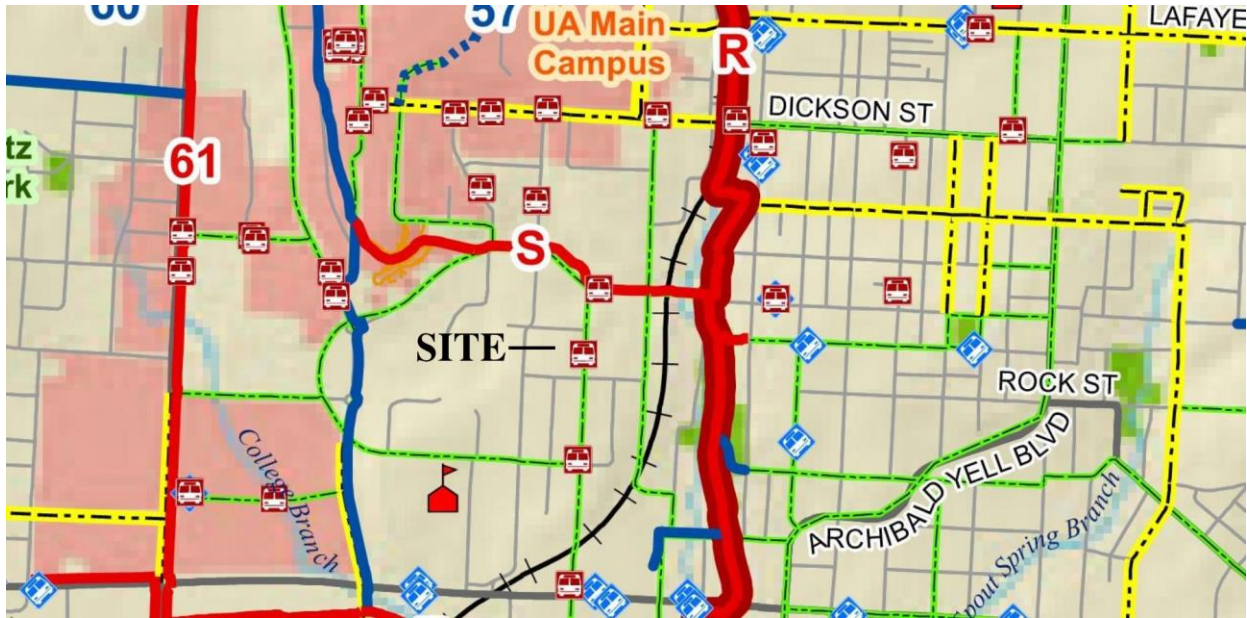 57
UA Main
Campus
R
LAFAYE
DICKSON ST
tz
rk
61
S
SITE
ROCK ST
College Branch
ARCHIBALD YELL BLVD
Spout Spring Branch